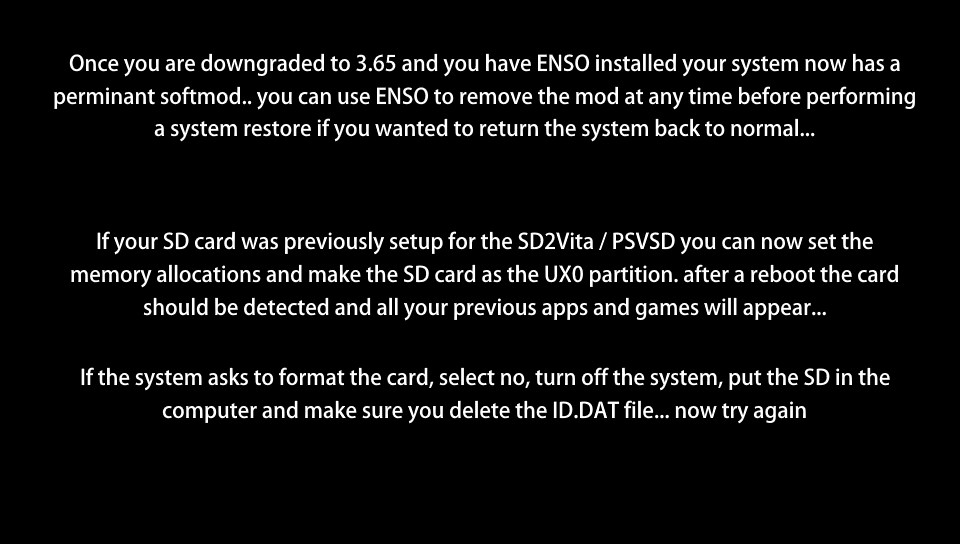 Once you are downgraded to 3.65 and you have ENSO installed your system now has a
perminant softmod.. you can use ENSO to remove the mod at any time before performing
a system restore if you wanted to return the system back to normal...
If your SD card was previously setup for the SD2Vita / PSVSD you can now set the
memory allocations and make the SD card as the UX0 partition. after a reboot the card
should be detected and all your previous apps and games will appear...
If the system asks to format the card, select no, turn off the system, put the SD in the
computer and make sure you delete the ID.DAT file... now try again